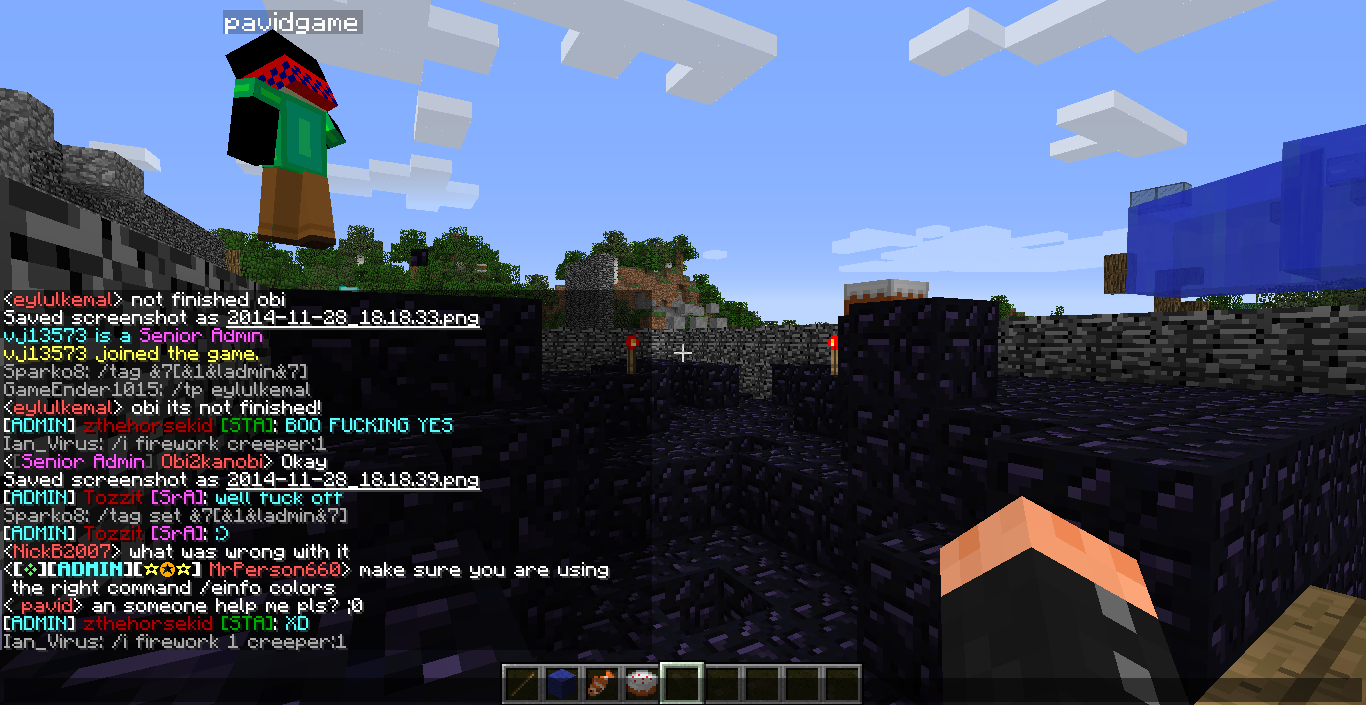 pavidgame
<eylulkemal> not finished obi
Saved screenshot as 2014-11-28_18.18.33.png
vj13573 is a Senior Admin
vj13573 joined the game.
Sparko8: /tag &7[&1&ladmin&7]
GameEnder1015: /tp eylulkemal
<eylulkemal> obi its not finished!
[ADMIN] zthehorsekid [STA]: BOO FUCKING YES
Ian_Virus: /i firework creeper:1
<[Senior Admin] Obi2kanobi> Okay
Saved screenshot as 2014-11-28_18.18.39.png
[ADMIN] Tozzit [SrA]: well fuck off
Sparko8: /tag set &7[&1&ladmin&7]
[ADMIN] Tozzit [SrA]: :)
<NickB2007> what was wrong with it
<[❖][ADMIN][☆✪☆] MrPerson660> make sure you are using
the right command /einfo colors
< pavid> an someone help me pls? ;0
[ADMIN] zthehorsekid [STA]: XD
Ian_Virus: /i firework 1 creeper:1